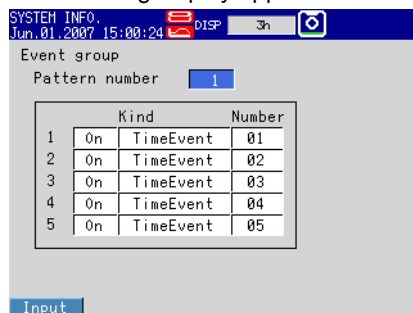 SYSTEM INFO.
Jun.01.2007 15:00:24 DISP 3h
Event group
Pattern number 1
Kind Number
1 On TimeEvent 01
2 On TimeEvent 02
3 On TimeEvent 03
4 On TimeEvent 04
5 On TimeEvent 05
Input